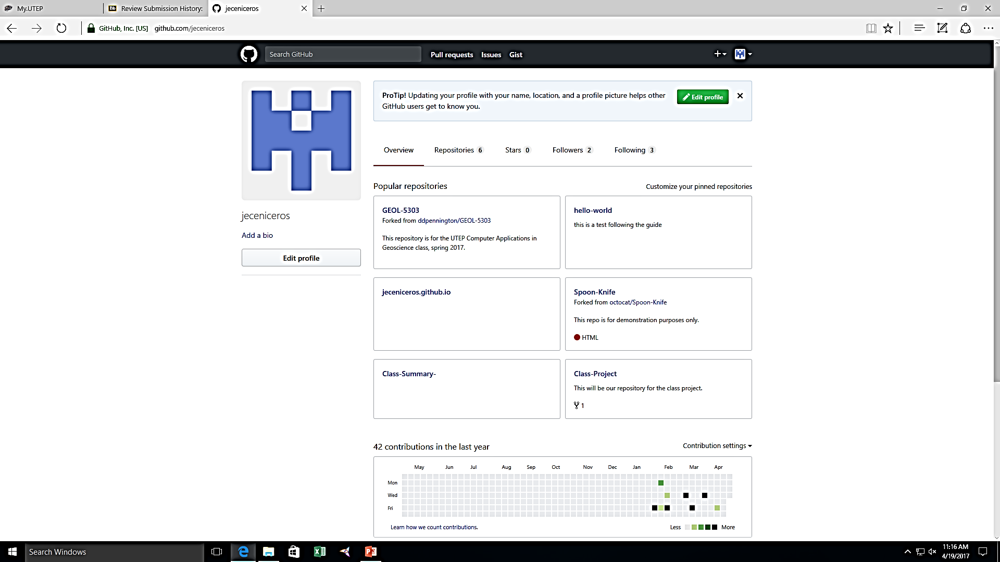 My.UTEP
Bb Review Submission History:
jeceniceros
GitHub, Inc. [US] github.com/jeceniceros
Search GitHub
Pull requests Issues Gist
ProTip! Updating your profile with your name, location, and a profile picture helps other
GitHub users get to know you.
Edit profile
Overview Repositories 6 Stars 0 Followers 2 Following 3
Popular repositories
Customize your pinned repositories
jeceniceros
Add a bio
Edit profile
GEOL-5303
Forked from ddpennington/GEOL-5303
This repository is for the UTEP Computer Applications in
Geoscience class, spring 2017.
hello-world
this is a test following the guide
jeceniceros.github.io
Spoon-Knife
Forked from octocat/Spoon-Knife
This repo is for demonstration purposes only.
HTML
Class-Summary-
Class-Project
This will be our repository for the class project.
1
42 contributions in the last year
Contribution settings
May Jun Jul Aug Sep Oct Nov Dec Jan Feb Mar Apr
Mon
Wed
Fri
Learn how we count contributions.
Less More
Search Windows
11:16 AM
4/19/2017